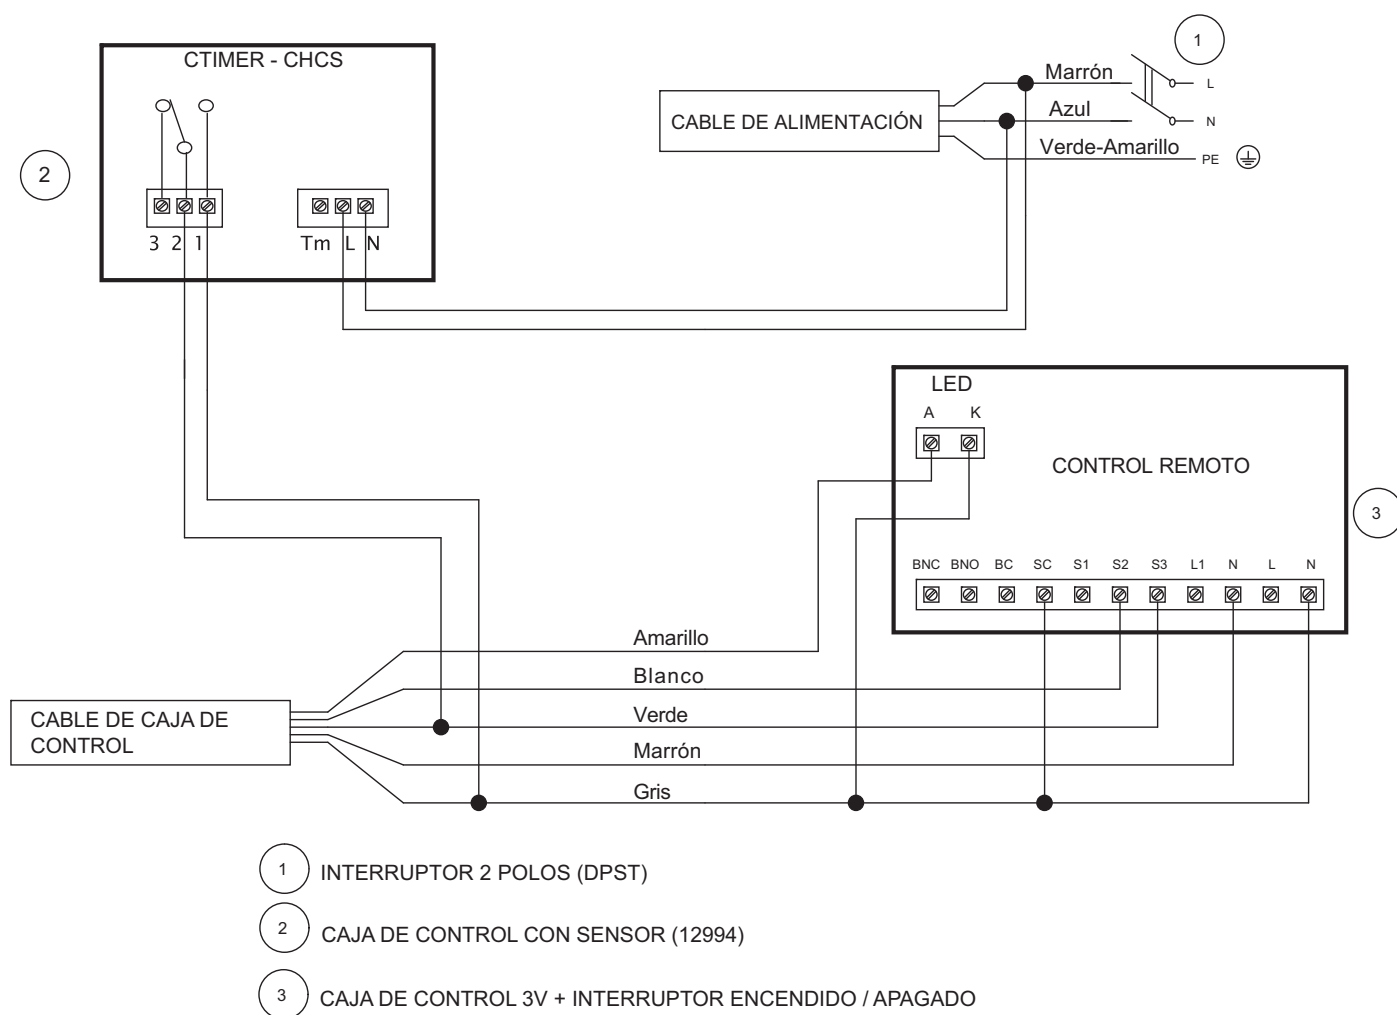 CTIMER - CHCS
2
3 2 1
Tm L N
1
CABLE DE ALIMENTACIÓN
Marrón
L
Azul
N
Verde-Amarillo
PE
LED
A K
CONTROL REMOTO
3
BNC BNO BC SC S1 S2 S3 L1 N L N
CABLE DE CAJA DE
CONTROL
Amarillo
Blanco
Verde
Marrón
Gris
1 INTERRUPTOR 2 POLOS (DPST)
2 CAJA DE CONTROL CON SENSOR (12994)
3 CAJA DE CONTROL 3V + INTERRUPTOR ENCENDIDO / APAGADO